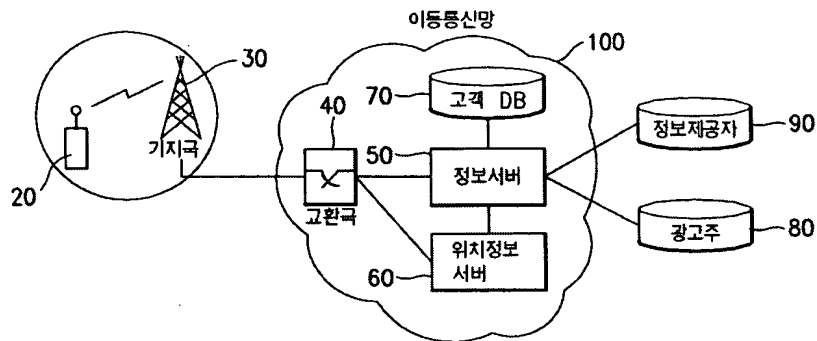 이동통신망
100
30
70
고객 DB
40
정보제공자
90
기지국
50
정보서버
20
교환국
광고주
80
위치정보
서버
60